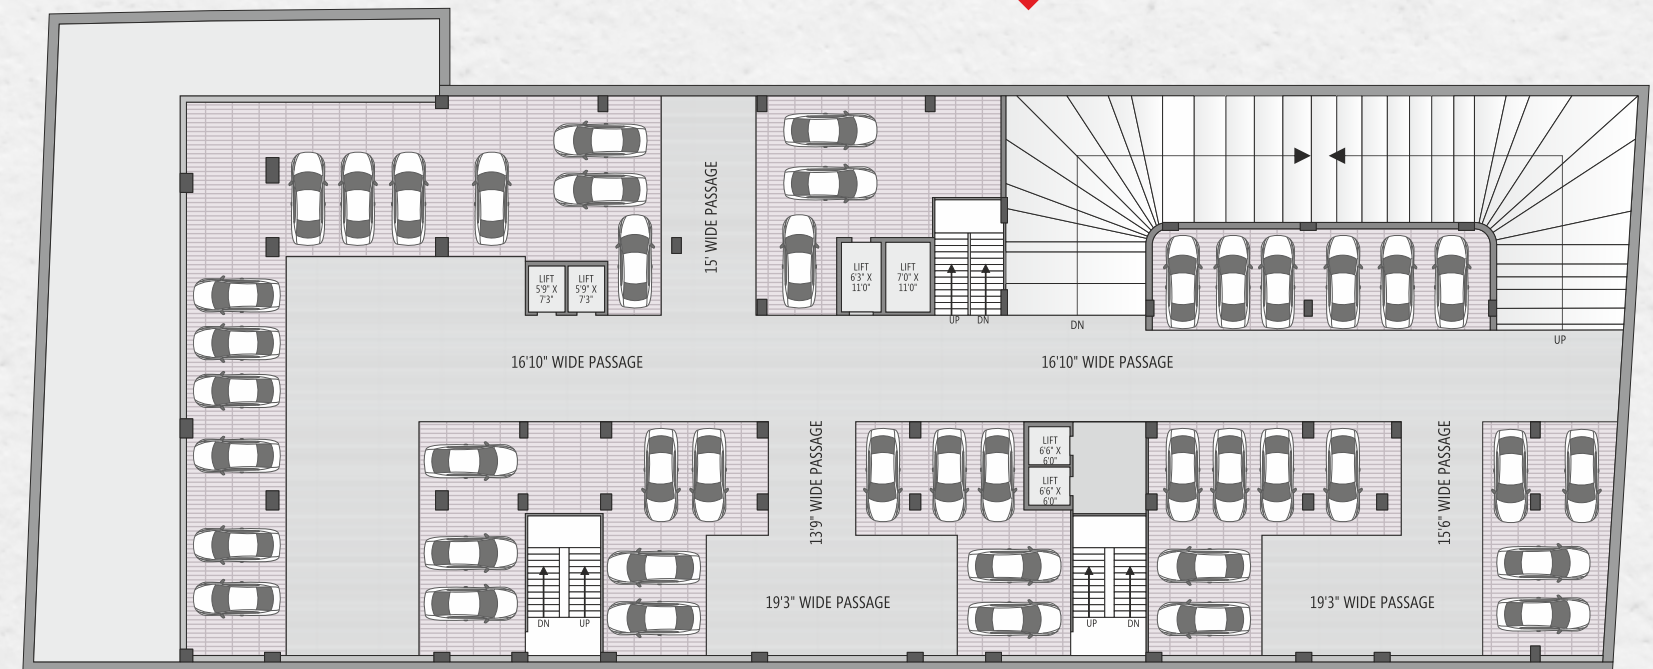 15' WIDE PASSAGE
LIFT
5'9" X
7'3"
LIFT
5'9" X
7'3"
LIFT
6'3" X
11'0"
LIFT
7'0" X
11'0"
UP
DN
DN
UP
16'10" WIDE PASSAGE
16'10" WIDE PASSAGE
13'9" WIDE PASSAGE
LIFT
6'6" X
6'0"
LIFT
6'6" X
6'0"
15'6" WIDE PASSAGE
19'3" WIDE PASSAGE
19'3" WIDE PASSAGE
DN
UP
UP
DN